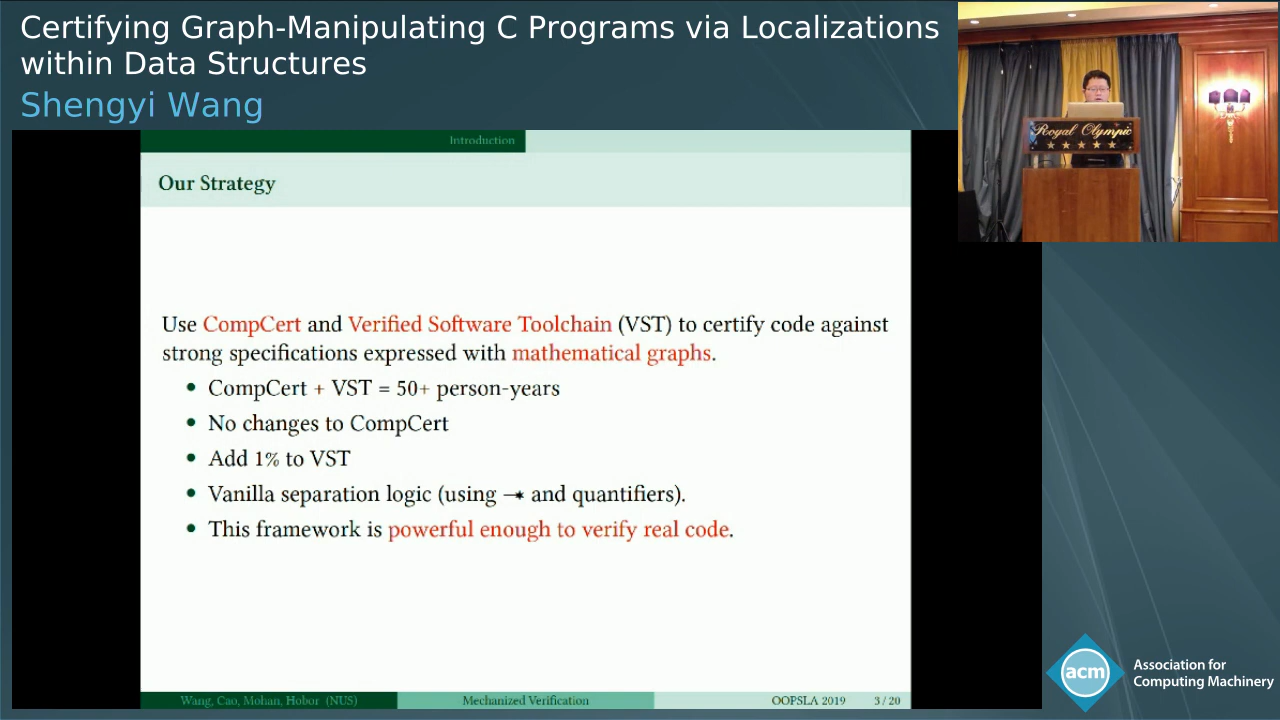 Certifying Graph-Manipulating C Programs via Localizations
within Data Structures
Shengyi Wang
Royal Olympic
Introduction
Our Strategy
Use CompCert and Verified Software Toolchain (VST) to certify code against
strong specifications expressed with mathematical graphs.
• CompCert + VST = 50+ person-years
• No changes to CompCert
• Add 1% to VST
• Vanilla separation logic (using −∗ and quantifiers).
• This framework is powerful enough to verify real code.
Wang, Cao, Mohan, Hobor (NUS) Mechanized Verification OOPSLA 2019 3 / 20
acm Association for
Computing Machinery